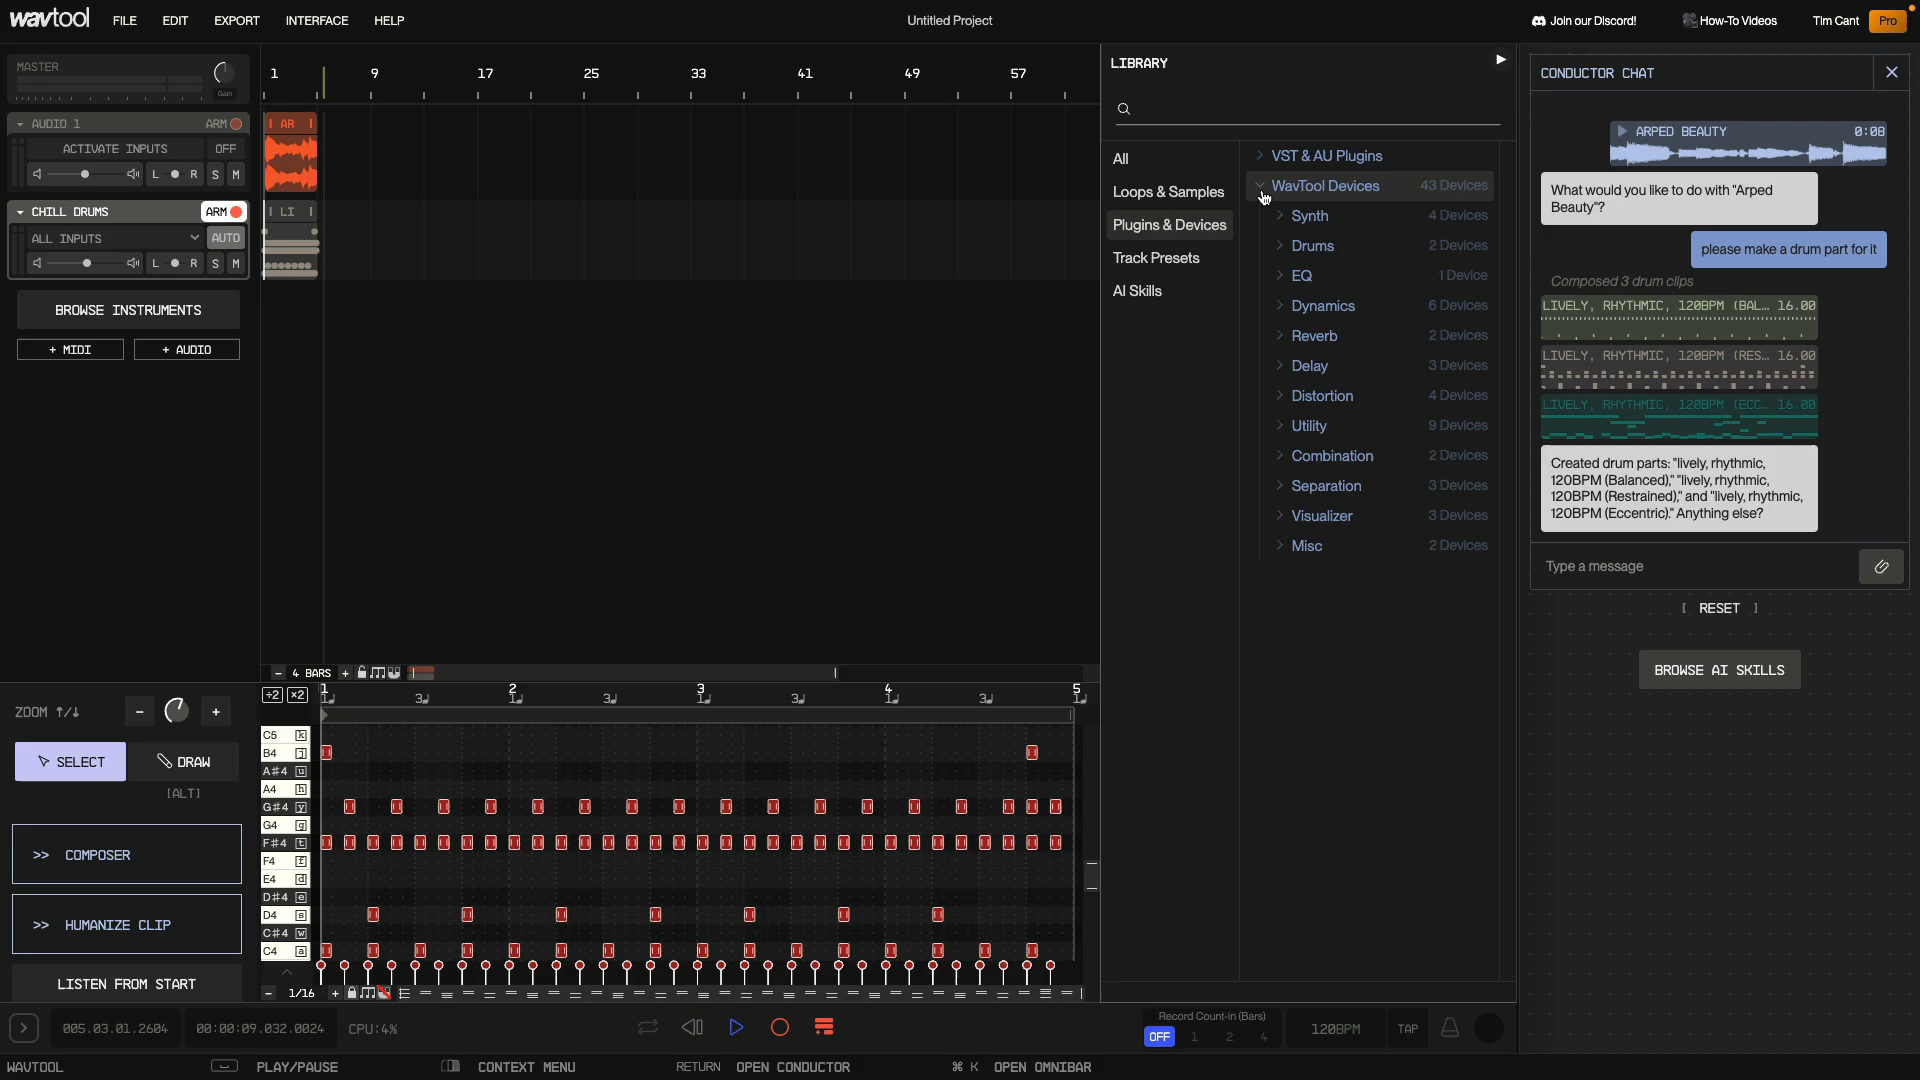 wavtool
FILE
EDIT
EXPORT
INTERFACE
HELP
Untitled Project
Join our Discord!
How-To Videos
Tim Cant
Pro
MASTER
Gain
AUDIO 1
ARM
ACTIVATE INPUTS
OFF
L
R
S
M
CHILL DRUMS
ARM
ALL INPUTS
AUTO
L
R
S
M
BROWSE INSTRUMENTS
+ MIDI
+ AUDIO
1
9
17
25
33
41
49
57
AR
LI
LIBRARY
All
Loops & Samples
Plugins & Devices
Track Presets
AI Skills
VST & AU Plugins
WavTool Devices 43 Devices
Synth 4 Devices
Drums 2 Devices
EQ 1 Device
Dynamics 6 Devices
Reverb 2 Devices
Delay 3 Devices
Distortion 4 Devices
Utility 9 Devices
Combination 2 Devices
Separation 3 Devices
Visualizer 3 Devices
Misc 2 Devices
CONDUCTOR CHAT
ARPED BEAUTY 0:08
What would you like to do with "Arped
Beauty"?
please make a drum part for it
Composed 3 drum clips
LIVELY, RHYTHMIC, 120BPM (BAL... 16.00
LIVELY, RHYTHMIC, 120BPM (RES... 16.00
LIVELY, RHYTHMIC, 120BPM (ECC... 16.00
Created drum parts: "lively, rhythmic,
120BPM (Balanced)," "lively, rhythmic,
120BPM (Restrained)," and "lively, rhythmic,
120BPM (Eccentric)." Anything else?
Type a message
[ RESET ]
BROWSE AI SKILLS
- 4 BARS +
ZOOM ↑/↓
-
+
SELECT
DRAW
[ALT]
>> COMPOSER
>> HUMANIZE CLIP
LISTEN FROM START
÷2
×2
1
2
3
4
5
C5 k
B4 j
A#4 u
A4 h
G#4 y
G4 g
F#4 t
F4 f
E4 d
D#4 e
D4 s
C#4 w
C4 a
- 1/16 +
005.03.01.2604
00:00:09.032.0024
CPU:4%
Record Count-in (Bars)
OFF
1
2
4
120BPM
TAP
WAVTOOL
PLAY/PAUSE
CONTEXT MENU
RETURN
OPEN CONDUCTOR
⌘ K
OPEN OMNIBAR